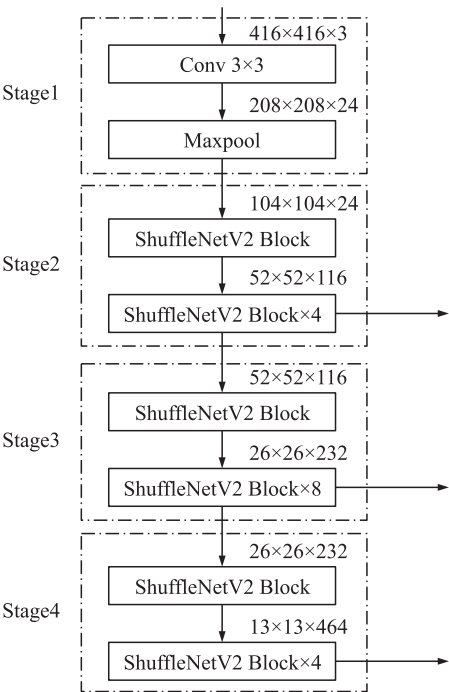 416×416×3
Conv 3×3
Stage1
208×208×24
Maxpool
104×104×24
ShuffleNetV2 Block
Stage2
52×52×116
ShuffleNetV2 Block×4
52×52×116
ShuffleNetV2 Block
Stage3
26×26×232
ShuffleNetV2 Block×8
26×26×232
ShuffleNetV2 Block
Stage4
13×13×464
ShuffleNetV2 Block×4